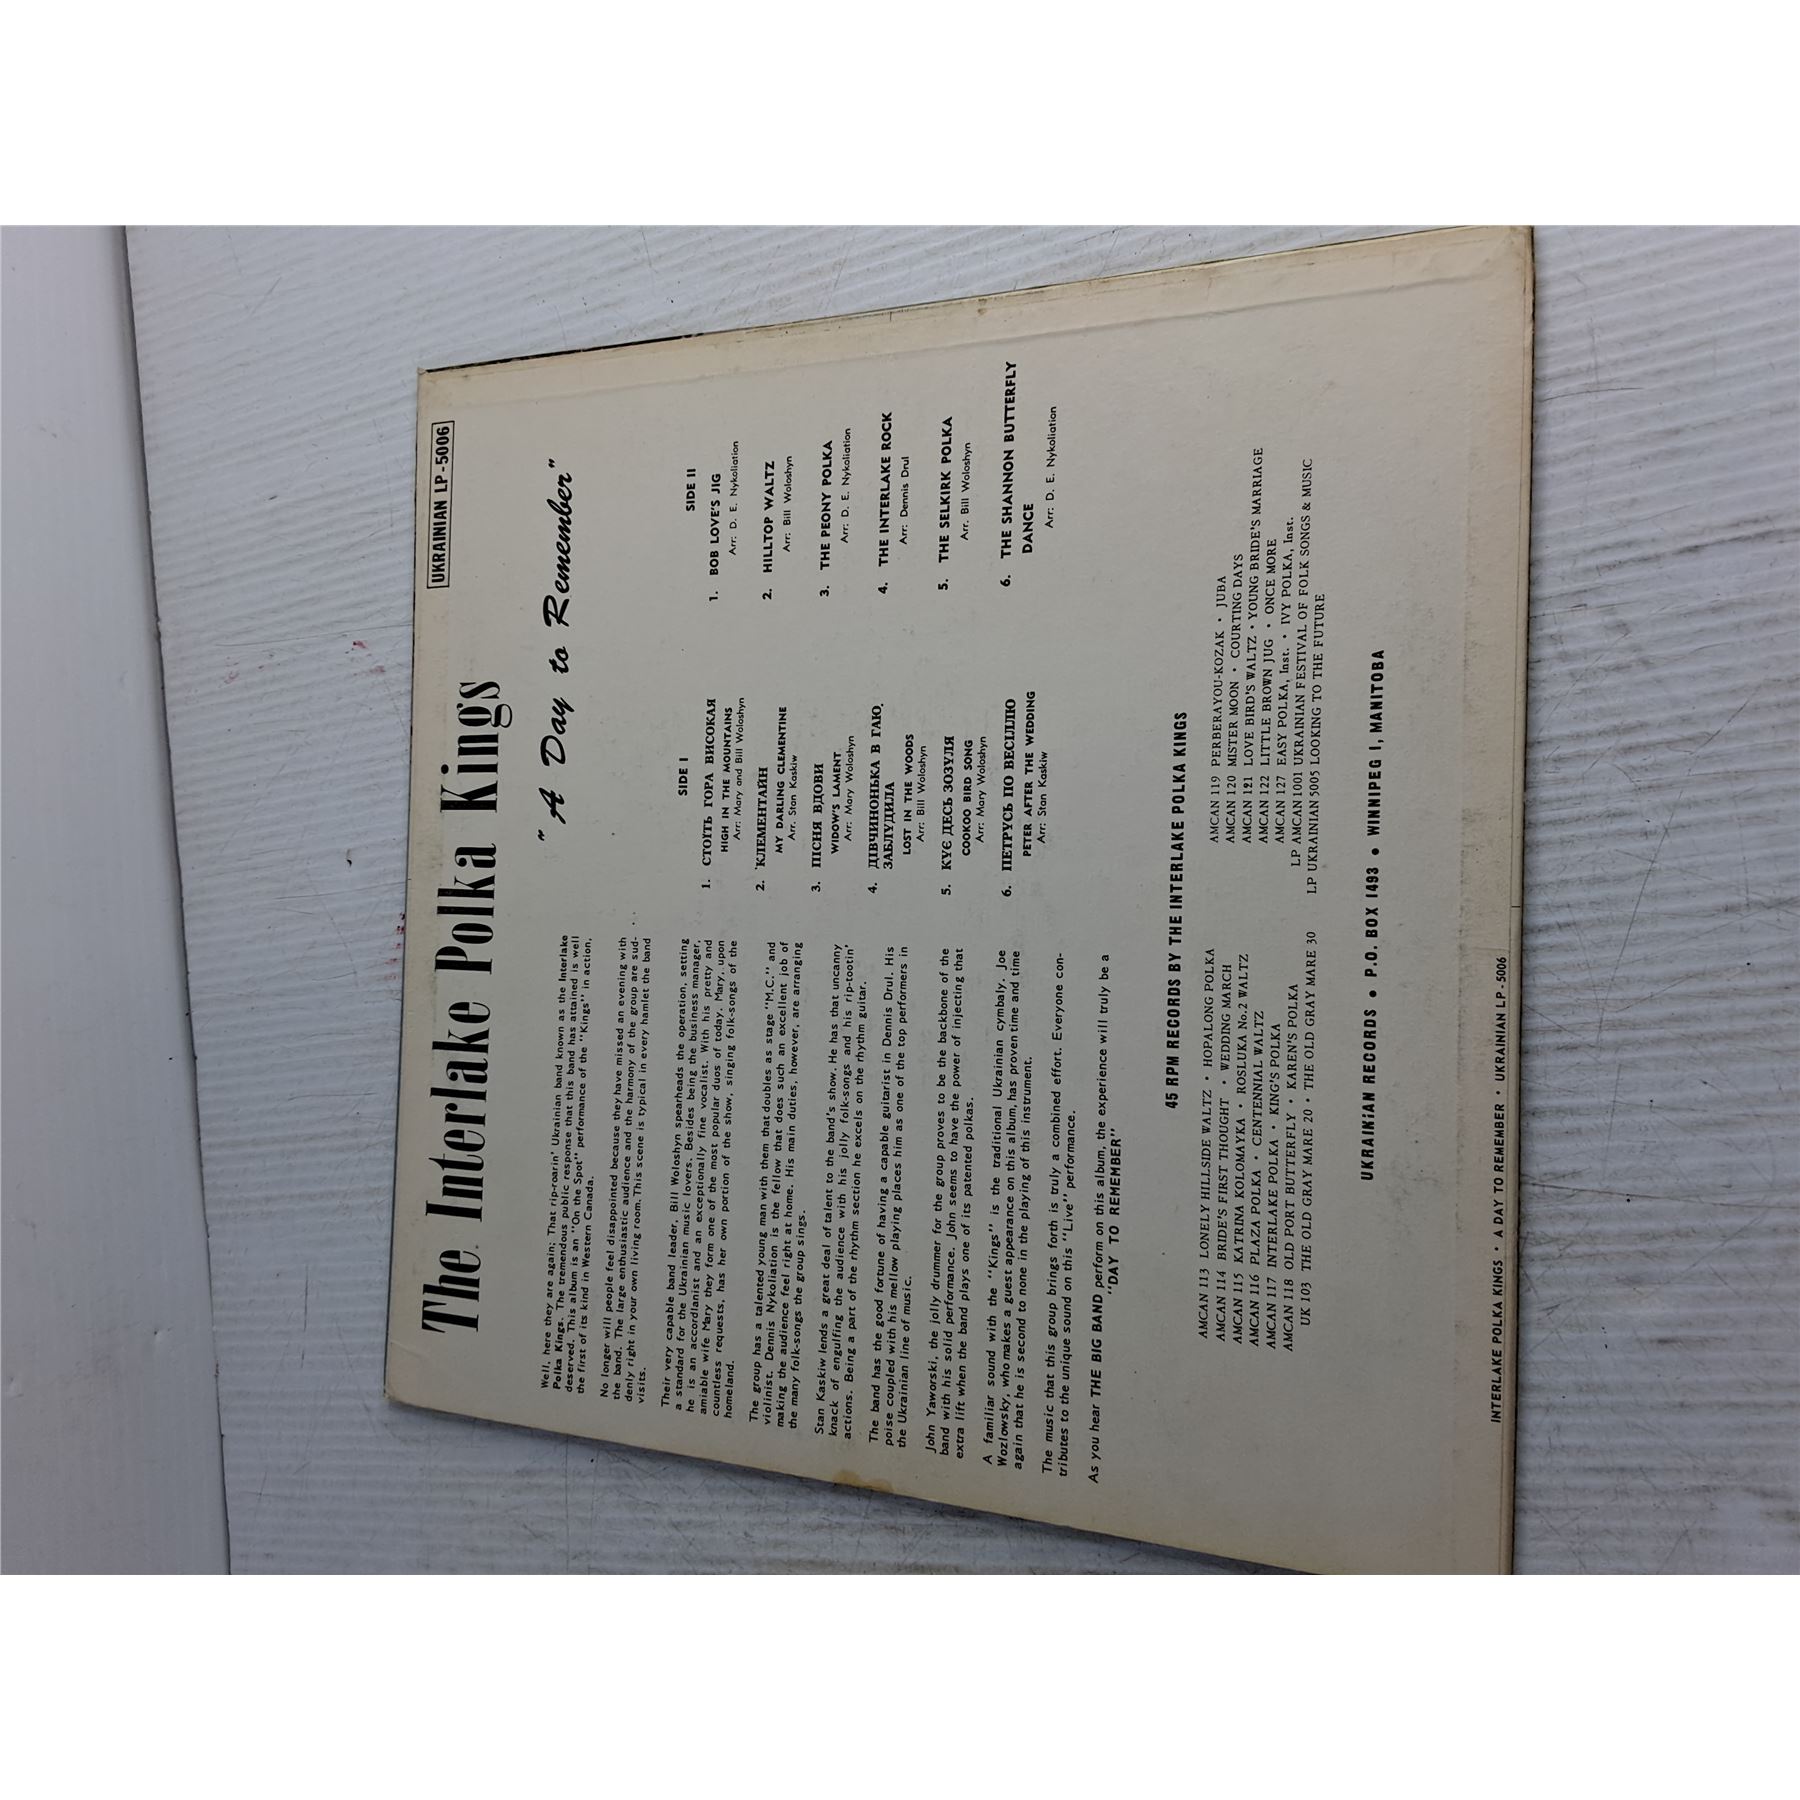 UKRAINIAN LP - 5006
The Interlake Polka Kings
"A Day to Remember"
Well, here they are again; That rip-roarin' Ukrainian band known as the Interlake
Polka Kings. The tremendous public response that this band has attained is well
deserved. This album is an "On the Spot" performance of the "Kings" in action,
the first of its kind in Western Canada.
No longer will people feel disappointed because they have missed an evening with
the band. The large enthusiastic audience and the harmony of the group are sud-
denly right in your own living room. This scene is typical in every hamlet the band
visits.
Their very capable band leader, Bill Woloshyn spearheads the operation, setting
a standard for the Ukrainian music lovers. Besides being the business manager,
he is an accordianist and an exceptionally fine vocalist. With his pretty and
amiable wife Mary they form one of the most popular duos of today. Mary, upon
countless requests, has her own portion of the show, singing folk-songs of the
homeland.
The group has a talented young man with them that doubles as stage "M.C." and
violinist. Dennis Nykoliation is the fellow that does such an excellent job of
making the audience feel right at home. His main duties, however, are arranging
the many folk-songs the group sings.
Stan Kaskiw lends a great deal of talent to the band's show. He has that uncanny
knack of engulfing the audience with his jolly folk-songs and his rip-tootin'
actions. Being a part of the rhythm section he excels on the rhythm guitar.
The band has the good fortune of having a capable guitarist in Dennis Drul. His
poise coupled with his mellow playing places him as one of the top performers in
the Ukrainian line of music.
John Yaworski, the jolly drummer for the group proves to be the backbone of the
band with his solid performance. John seems to have the power of injecting that
extra lift when the band plays one of its patented polkas.
A familiar sound with the "Kings" is the traditional Ukrainian cymbaly. Joe
Wozlowsky, who makes a guest appearance on this album, has proven time and time
again that he is second to none in the playing of this instrument.
The music that this group brings forth is truly a combined effort. Everyone con-
tributes to the unique sound on this "Live" performance.
As you hear THE BIG BAND perform on this album, the experience will truly be a
"DAY TO REMEMBER"
SIDE I
1. СТОІТЬ ГОРА ВИСОКАЯ
HIGH IN THE MOUNTAINS
Arr: Mary and Bill Woloshyn
2. КЛЕМЕНТАЙН
MY DARLING CLEMENTINE
Arr. Stan Kaskiw
3. ПІСНЯ ВДОВИ
WIDOW'S LAMENT
Arr: Mary Woloshyn
4. ДІВЧИНОНЬКА В ГАЮ,
ЗАБЛУДИЛА
LOST IN THE WOODS
Arr: Bill Woloshyn
5. КУЄ ДЕСЬ ЗОЗУЛЯ
COOKOO BIRD SONG
Arr: Mary Woloshyn
6. ПЕТРУСЬ ПО ВЕСІЛЛЮ
PETER AFTER THE WEDDING
Arr: Stan Kaskiw
SIDE II
1. BOB LOVE'S JIG
Arr: D. E. Nykoliation
2. HILLTOP WALTZ
Arr: Bill Woloshyn
3. THE PEONY POLKA
Arr: D. E. Nykoliation
4. THE INTERLAKE ROCK
Arr: Dennis Drul
5. THE SELKIRK POLKA
Arr. Bill Woloshyn
6. THE SHANNON BUTTERFLY
DANCE
Arr: D. E. Nykoliation
45 RPM RECORDS BY THE INTERLAKE POLKA KINGS
AMCAN 113 LONELY HILLSIDE WALTZ • HOPALONG POLKA
AMCAN 114 BRIDE'S FIRST THOUGHT • WEDDING MARCH
AMCAN 115 KATRINA KOLOMAYKA • ROSLUKA No. 2 WALTZ
AMCAN 116 PLAZA POLKA • CENTENNIAL WALTZ
AMCAN 117 INTERLAKE POLKA • KING'S POLKA
AMCAN 118 OLD PORT BUTTERFLY • KAREN'S POLKA
UK 103 THE OLD GRAY MARE 20 • THE OLD GRAY MARE 30
AMCAN 119 PERBERAYOU-KOZAK • JUBA
AMCAN 120 MISTER MOON • COURTING DAYS
AMCAN 121 LOVE BIRD'S WALTZ • YOUNG BRIDE'S MARRIAGE
AMCAN 122 LITTLE BROWN JUG • ONCE MORE
AMCAN 127 EASY POLKA, Inst. • IVY POLKA, Inst.
LP AMCAN 1001 UKRAINIAN FESTIVAL OF FOLK SONGS & MUSIC
LP UKRAINIAN 5005 LOOKING TO THE FUTURE
UKRAINIAN RECORDS • P.O. BOX 1493 • WINNIPEG I, MANITOBA
INTERLAKE POLKA KINGS • A DAY TO REMEMBER • UKRAINIAN LP - 5006